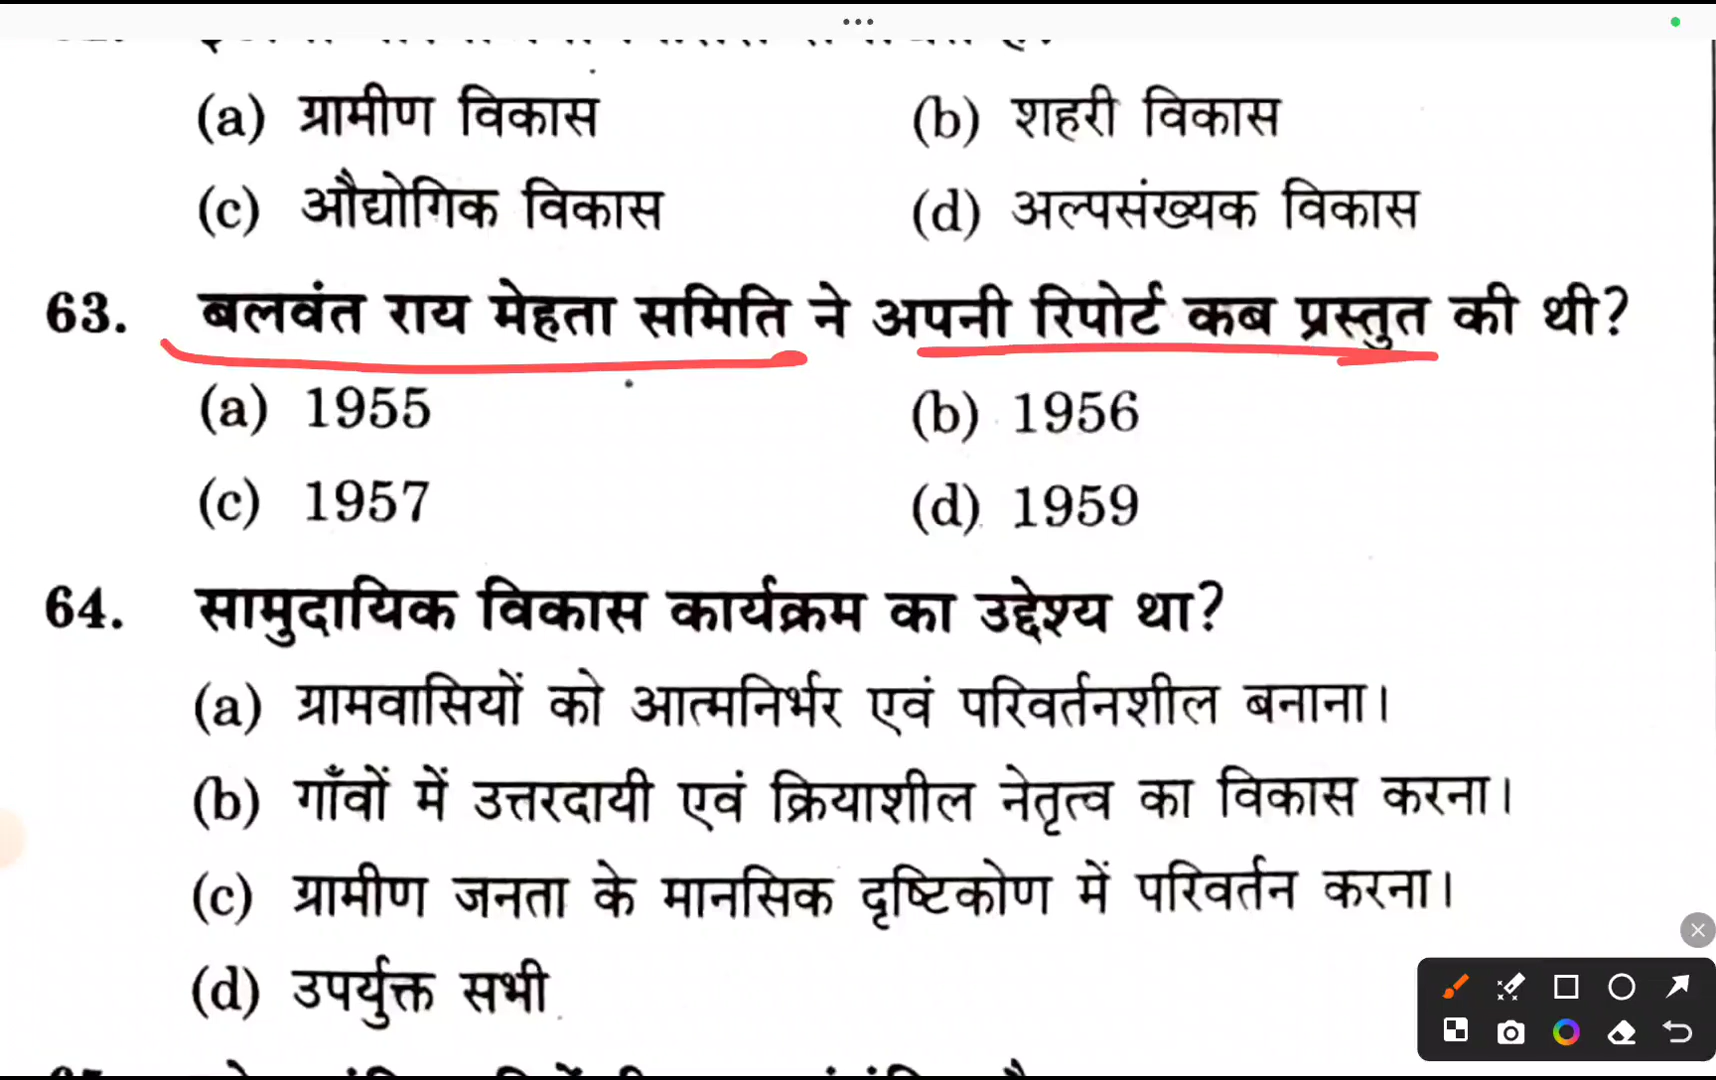 (a) ग्रामीण विकास (b) शहरी विकास
(c) औद्योगिक विकास (d) अल्पसंख्यक विकास
63. बलवंत राय मेहता समिति ने अपनी रिपोर्ट कब प्रस्तुत की थी?
(a) 1955 (b) 1956
(c) 1957 (d) 1959
64. सामुदायिक विकास कार्यक्रम का उद्देश्य था?
(a) ग्रामवासियों को आत्मनिर्भर एवं परिवर्तनशील बनाना।
(b) गाँवों में उत्तरदायी एवं क्रियाशील नेतृत्व का विकास करना।
(c) ग्रामीण जनता के मानसिक दृष्टिकोण में परिवर्तन करना।
(d) उपर्युक्त सभी